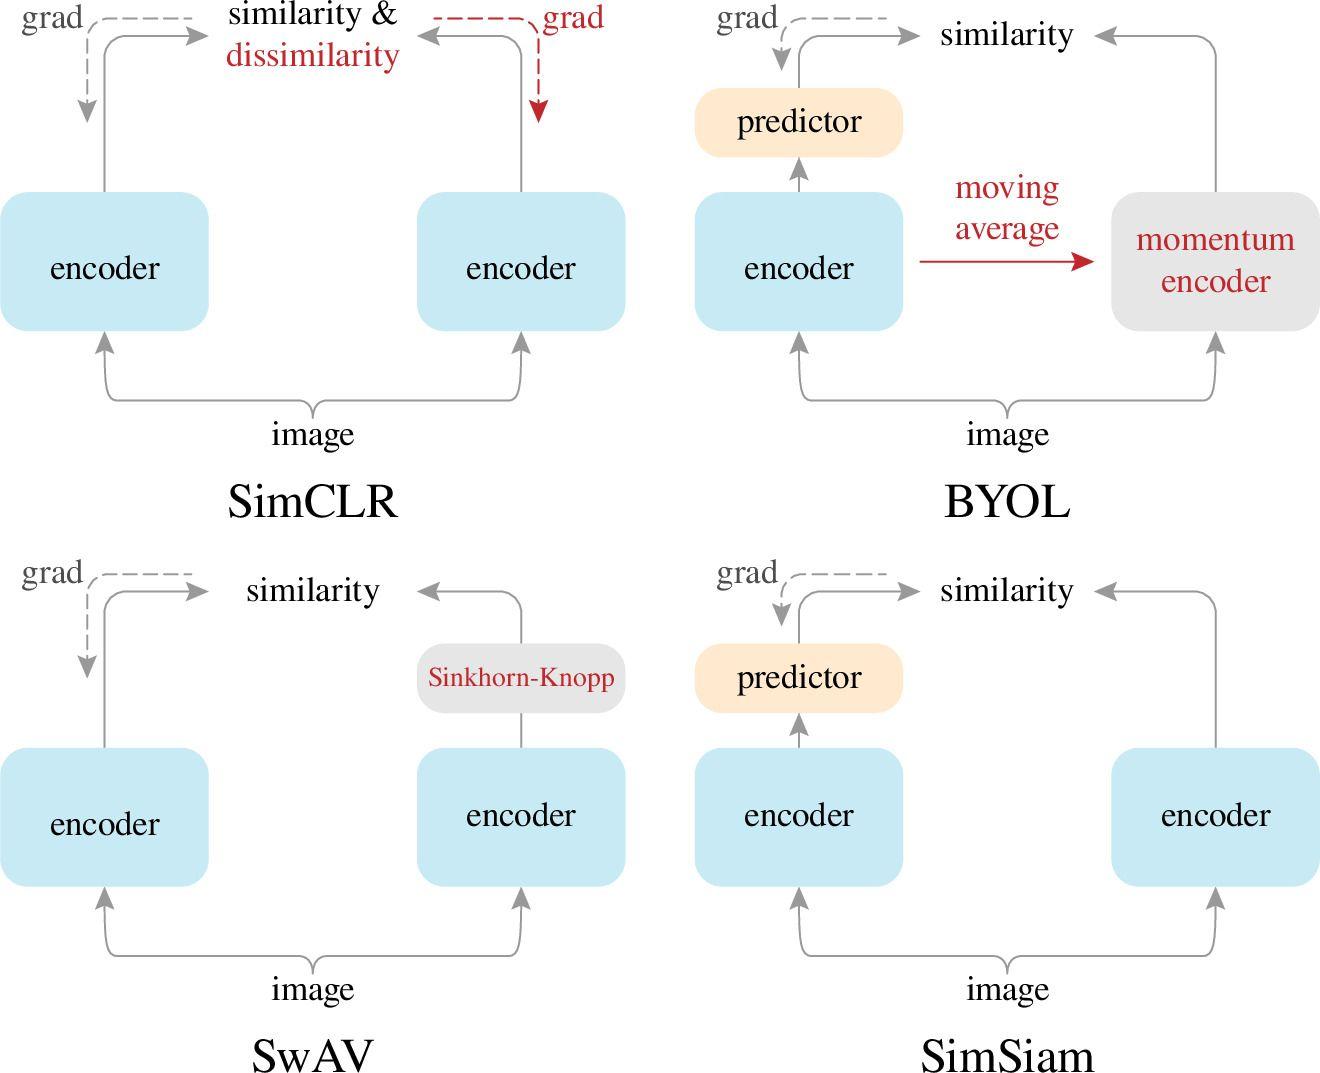 grad
similarity &
dissimilarity
grad
encoder
encoder
image
SimCLR
grad
similarity
predictor
encoder
moving
average
momentum
encoder
image
BYOL
grad
similarity
Sinkhorn-Knopp
encoder
encoder
image
SwAV
grad
similarity
predictor
encoder
encoder
image
SimSiam